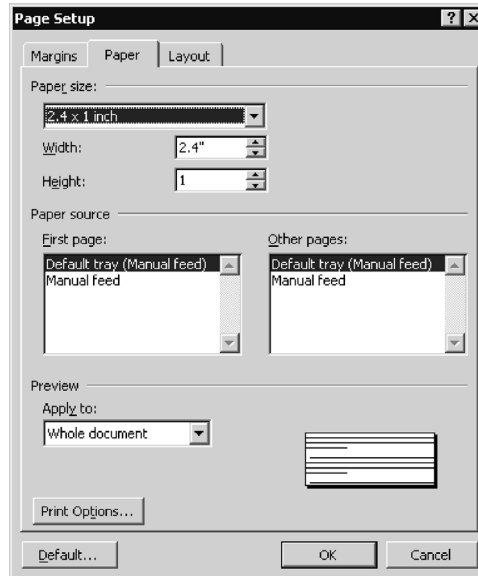 Page Setup
Margins Paper Layout
Paper size:
2.4 x 1 inch
Width: 2.4"
Height: 1
Paper source
First page: Other pages:
Default tray (Manual feed) Default tray (Manual feed)
Manual feed Manual feed
Preview
Apply to:
Whole document
Print Options...
Default... OK Cancel